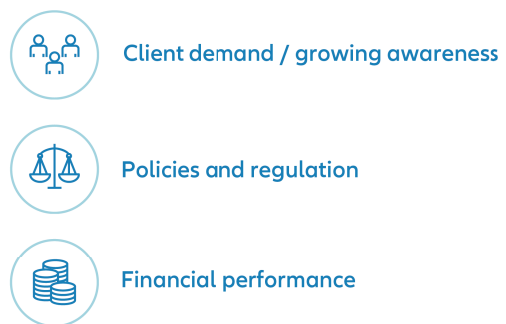 Client demand / growing awareness
Policies and regulation
Financial performance